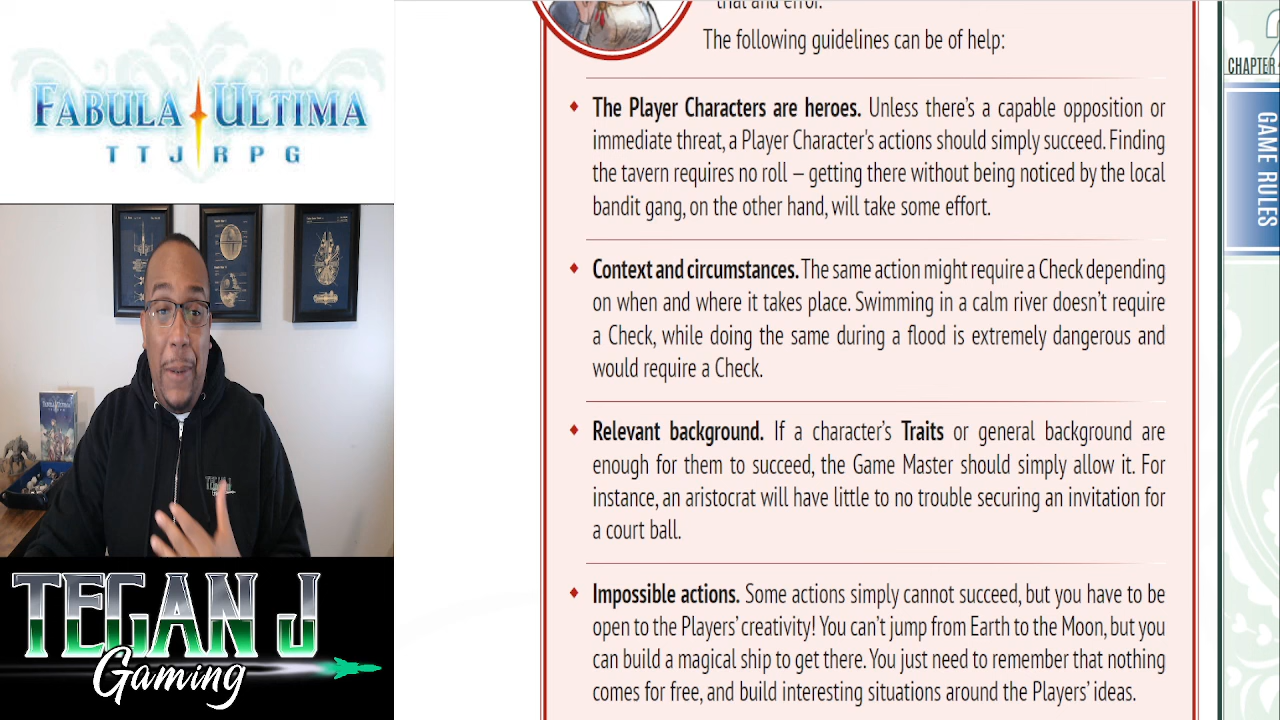 FABULA ULTIMA
TTJRPG
TEGAN J
Gaming
trial and error.
The following guidelines can be of help:
The Player Characters are heroes. Unless there's a capable opposition or
immediate threat, a Player Character's actions should simply succeed. Finding
the tavern requires no roll – getting there without being noticed by the local
bandit gang, on the other hand, will take some effort.
Context and circumstances. The same action might require a Check depending
on when and where it takes place. Swimming in a calm river doesn't require
a Check, while doing the same during a flood is extremely dangerous and
would require a Check.
Relevant background. If a character's Traits or general background are
enough for them to succeed, the Game Master should simply allow it. For
instance, an aristocrat will have little to no trouble securing an invitation for
a court ball.
Impossible actions. Some actions simply cannot succeed, but you have to be
open to the Players' creativity! You can't jump from Earth to the Moon, but you
can build a magical ship to get there. You just need to remember that nothing
comes for free, and build interesting situations around the Players' ideas.
CHAPTER
GAME RULES